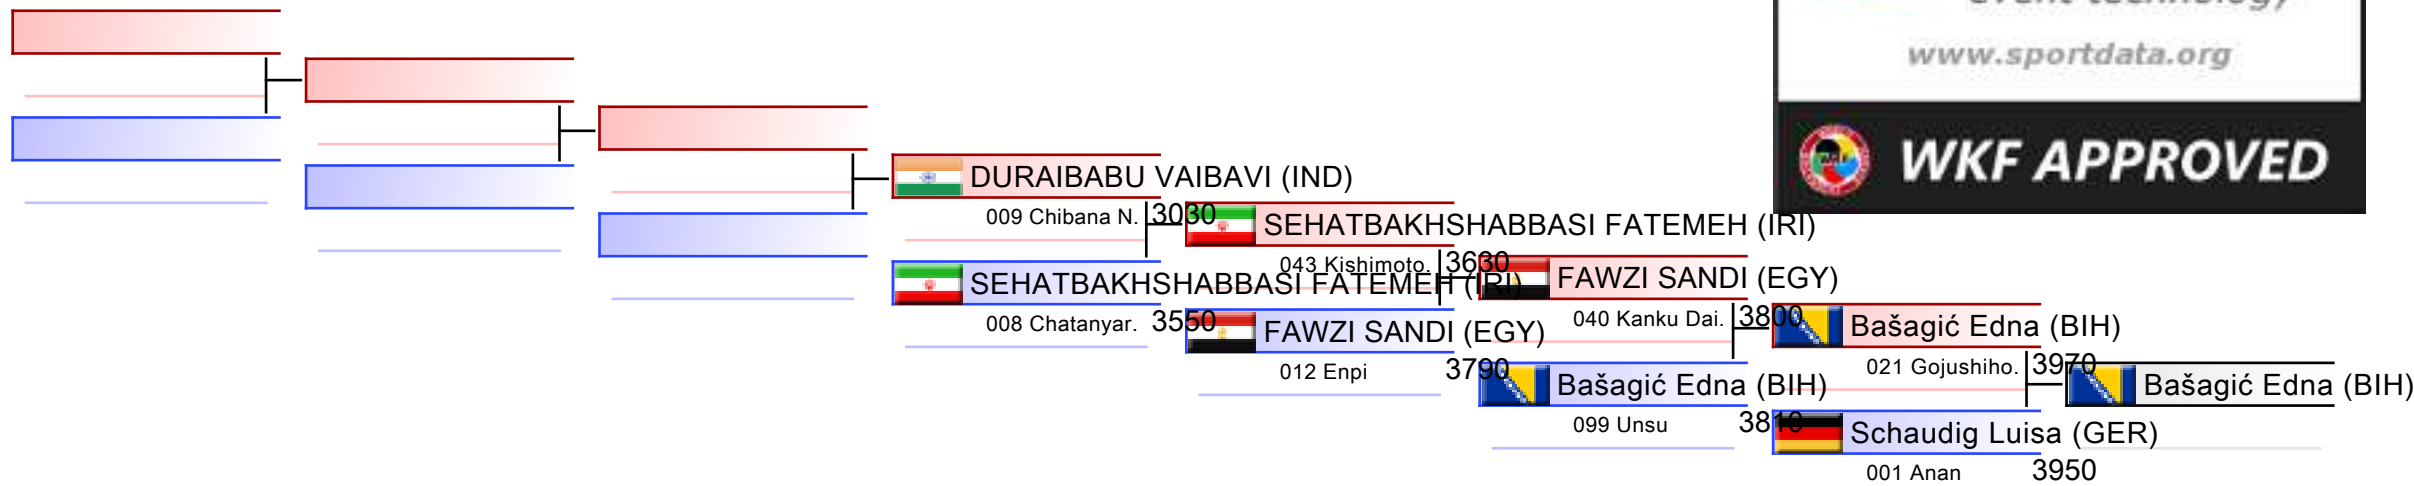 www.sportdata.org
WKF APPROVED
DURAIBABU VAIBAVI (IND)
009 Chibana N. 3030
SEHATBAKHSHABBASI FATEMEH (IRI)
008 Chatanyar. 3550
SEHATBAKHSHABBASI FATEMEH (IRI)
043 Kishimoto. 3630
FAWZI SANDI (EGY)
012 Enpi 3790
FAWZI SANDI (EGY)
040 Kanku Dai. 3800
Bašagić Edna (BIH)
099 Unsu 3810
Bašagić Edna (BIH)
021 Gojushiho. 3970
Schaudig Luisa (GER)
001 Anan 3950
Bašagić Edna (BIH)